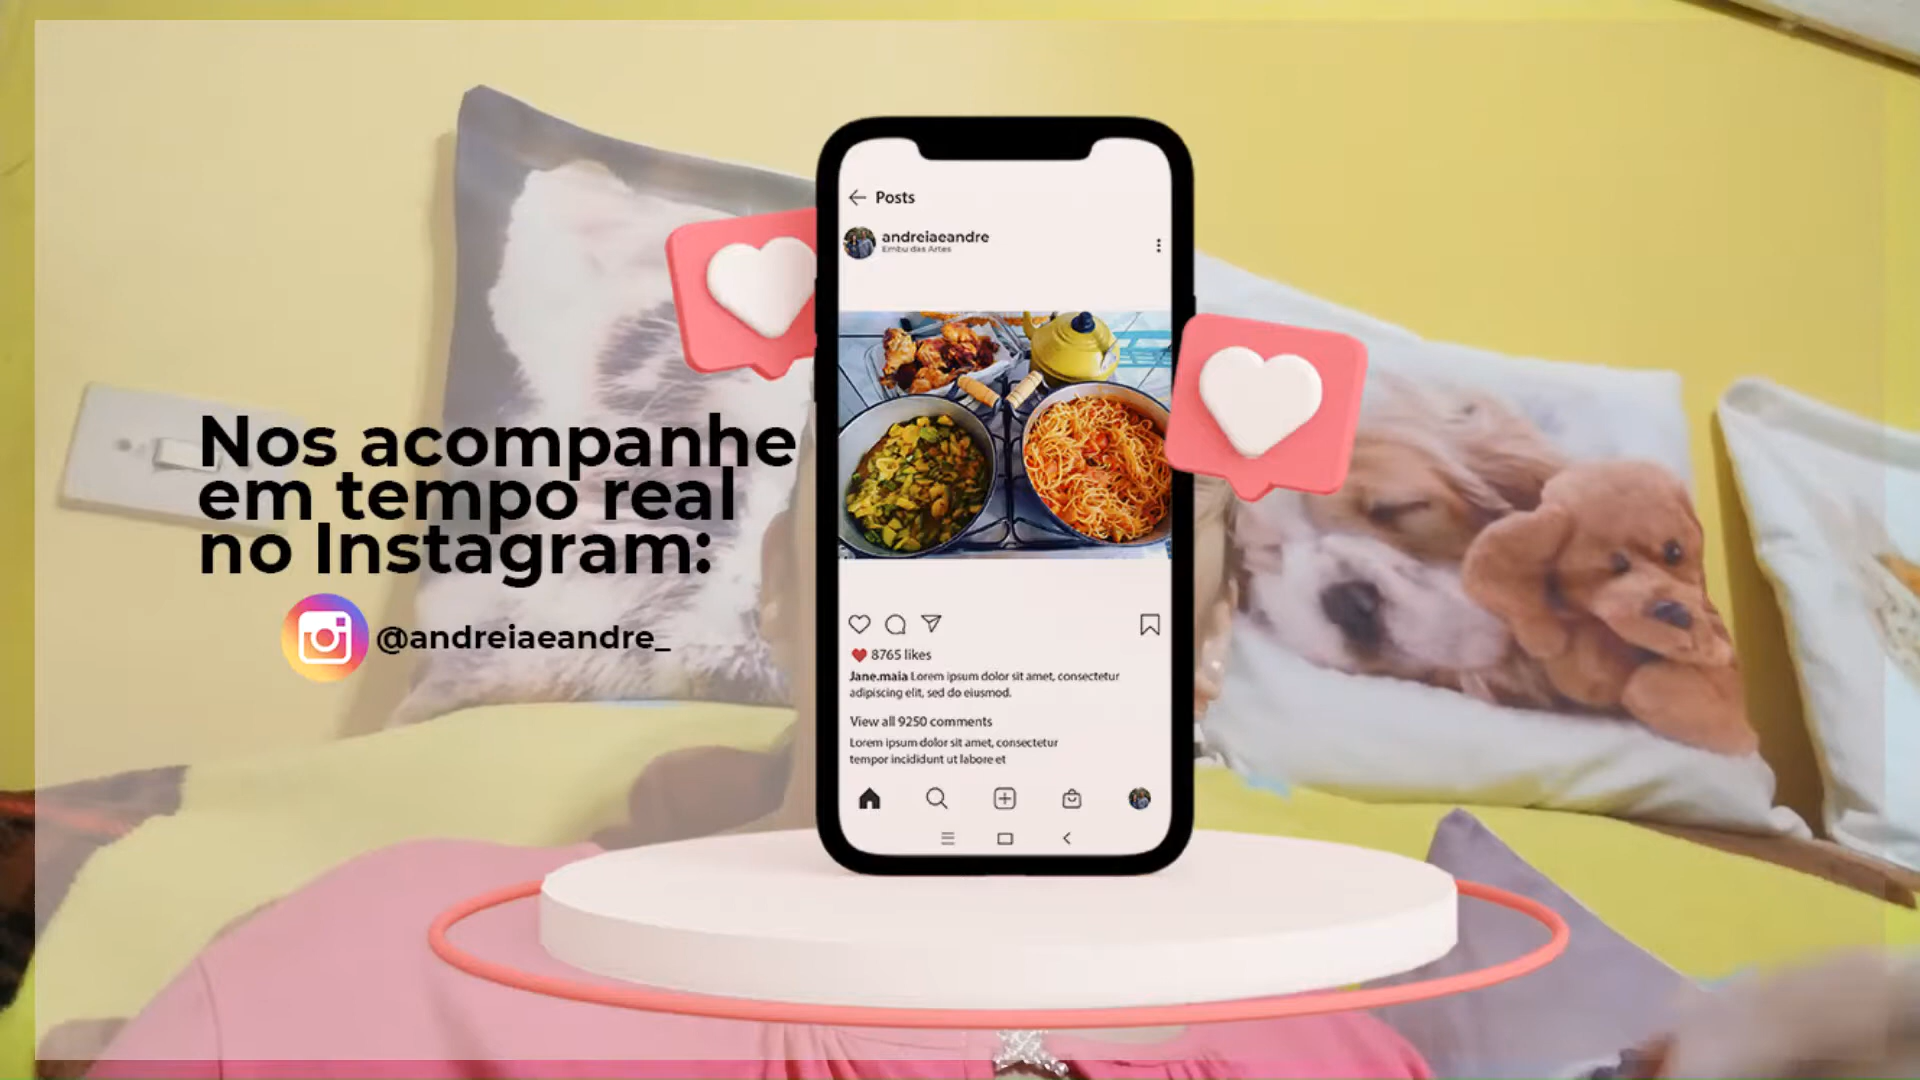 Nos acompanhe
em tempo real
no Instagram:
@andreiaeandre_
Posts
andreiaeandre
Embu das Artes
8765 likes
Jane.maia Lorem ipsum dolor sit amet, consectetur
adipiscing elit, sed do eiusmod.
View all 9250 comments
Lorem ipsum dolor sit amet, consectetur
tempor incididunt ut labore et